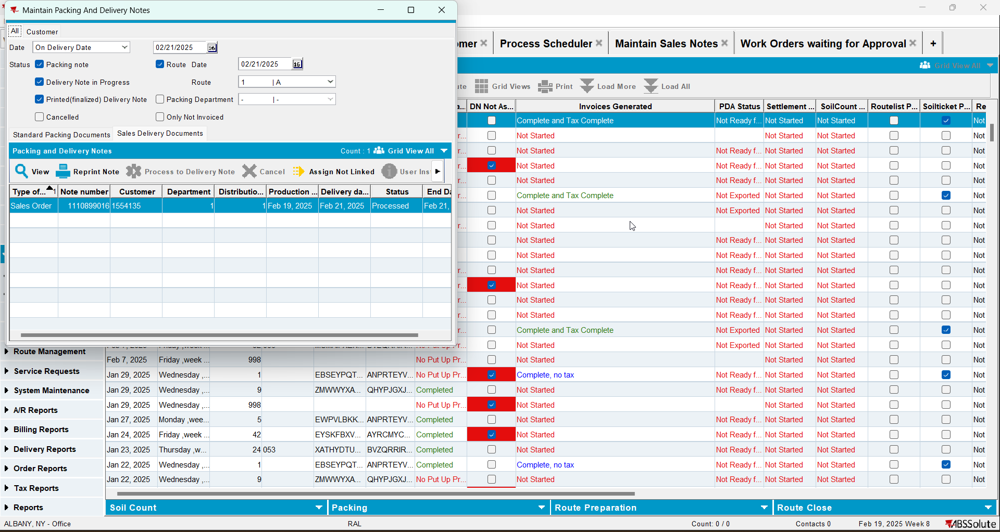 Maintain Packing And Delivery Notes
All Customer
Date On Delivery Date 02/21/2025
Status Packing note Route Date 02/21/2025
Delivery Note in Progress Route 1 | A
Printed(finalized) Delivery Note Packing Department - | -
Cancelled Only Not Invoiced
Standard Packing Documents Sales Delivery Documents
Packing and Delivery Notes Count : 1 Grid View All
View Reprint Note Process to Delivery Note Cancel Assign Not Linked User Ins
Type of... 1 Note number Customer Department Distributio... Production ... Delivery da... Status End Da
Sales Order 1110899016 1554135 1 1 Feb 19, 2025 Feb 21, 2025 Processed Feb 21,
mer Process Scheduler Maintain Sales Notes Work Orders waiting for Approval +
Grid View All
ute Grid Views Print Load More Load All
a... DN Not As... Invoices Generated PDA Status Settlement ... SoilCount ... Routelist P... Soilticket P... Re
Complete and Tax Complete Not Ready f... Not Started Not Started Not
r... Not Started Not Started Not Started Not
r... Not Started Not Ready f... Not Started Not Started Not
r... Not Started Not Ready f... Not Started Not Started Not
r... Not Started Not Ready f... Not Started Not Started Not
r... Complete and Tax Complete Not Exported Not Started Not Started Not
r... Not Started Not Exported Not Started Not Started Not
r... Not Started Not Started Not Started Not
Not Started Not Ready f... Not Started Not Started Not
Not Started Not Ready f... Not Started Not Started Not
r... Not Started Not Ready f... Not Started Not Started Not
r... Not Started Not Ready f... Not Started Not Started Not
r... Not Started Not Ready f... Not Started Not Started Not
Not Started Not Ready f... Not Started Not Started Not
r... Complete and Tax Complete Not Exported Not Started Not Started Not
r... Not Started Not Exported Not Started Not Started Not
Feb 7, 2025 Friday ,week ... 998 No Put Up Pr... Not Started Not Started Not Started Not
Jan 29, 2025 Wednesday ,... 1 EBSEYPQT... ANPRTEYV... No Put Up Pr... Complete, no tax Not Ready f... Not Started Not Started Not
Jan 29, 2025 Wednesday ,... 9 ZMWWYXA... QHYPJGXJ... Completed Not Started Not Ready f... Not Started Not Started Not
Jan 29, 2025 Wednesday ,... 998 No Put Up Pr... Not Started Not Started Not Started Not
Jan 27, 2025 Monday ,wee... 5 EWPVLBKK... ANPRTEYV... Completed Not Started Not Ready f... Not Started Not Started Not
Jan 24, 2025 Friday ,week ... 42 EYSKFBXV... AYRCMYC... Completed Not Started Not Ready f... Not Started Not Started Not
Jan 23, 2025 Thursday ,w... 24 053 XATHYDTU... BVZQRRIR... Completed Not Started Not Ready f... Not Started Not Started Not
Jan 22, 2025 Wednesday ,... 1 EBSEYPQT... ANPRTEYV... Completed Complete, no tax Not Ready f... Not Started Not Started Not
Jan 22, 2025 Wednesday ,... 9 ZMWWYXA... QHYPJGXJ... No Put Up Pr... Not Started Not Ready f... Not Started Not Started Not
Route Management
Service Requests
System Maintenance
A/R Reports
Billing Reports
Delivery Reports
Order Reports
Tax Reports
Reports
Soil Count Packing Route Preparation Route Close
ALBANY, NY - Office RAL Count: 0 / 0 Contacts 0 Feb 19, 2025 Week 8 ABSSolute